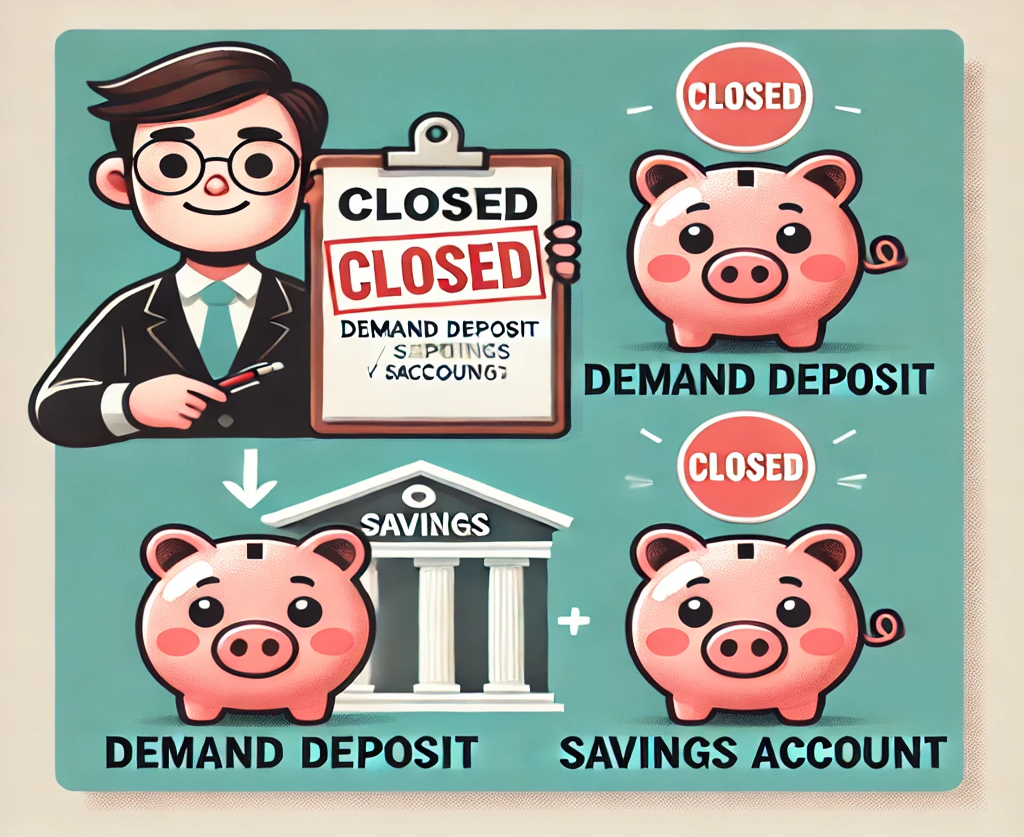 CLOSED
CLOSED
DEMAND DEPOSIT
CLOSED
DEMAND DEPOSIT
SAVINGS
CLOSED
DEMAND DEPOSIT
SAVINGS ACCOUNT